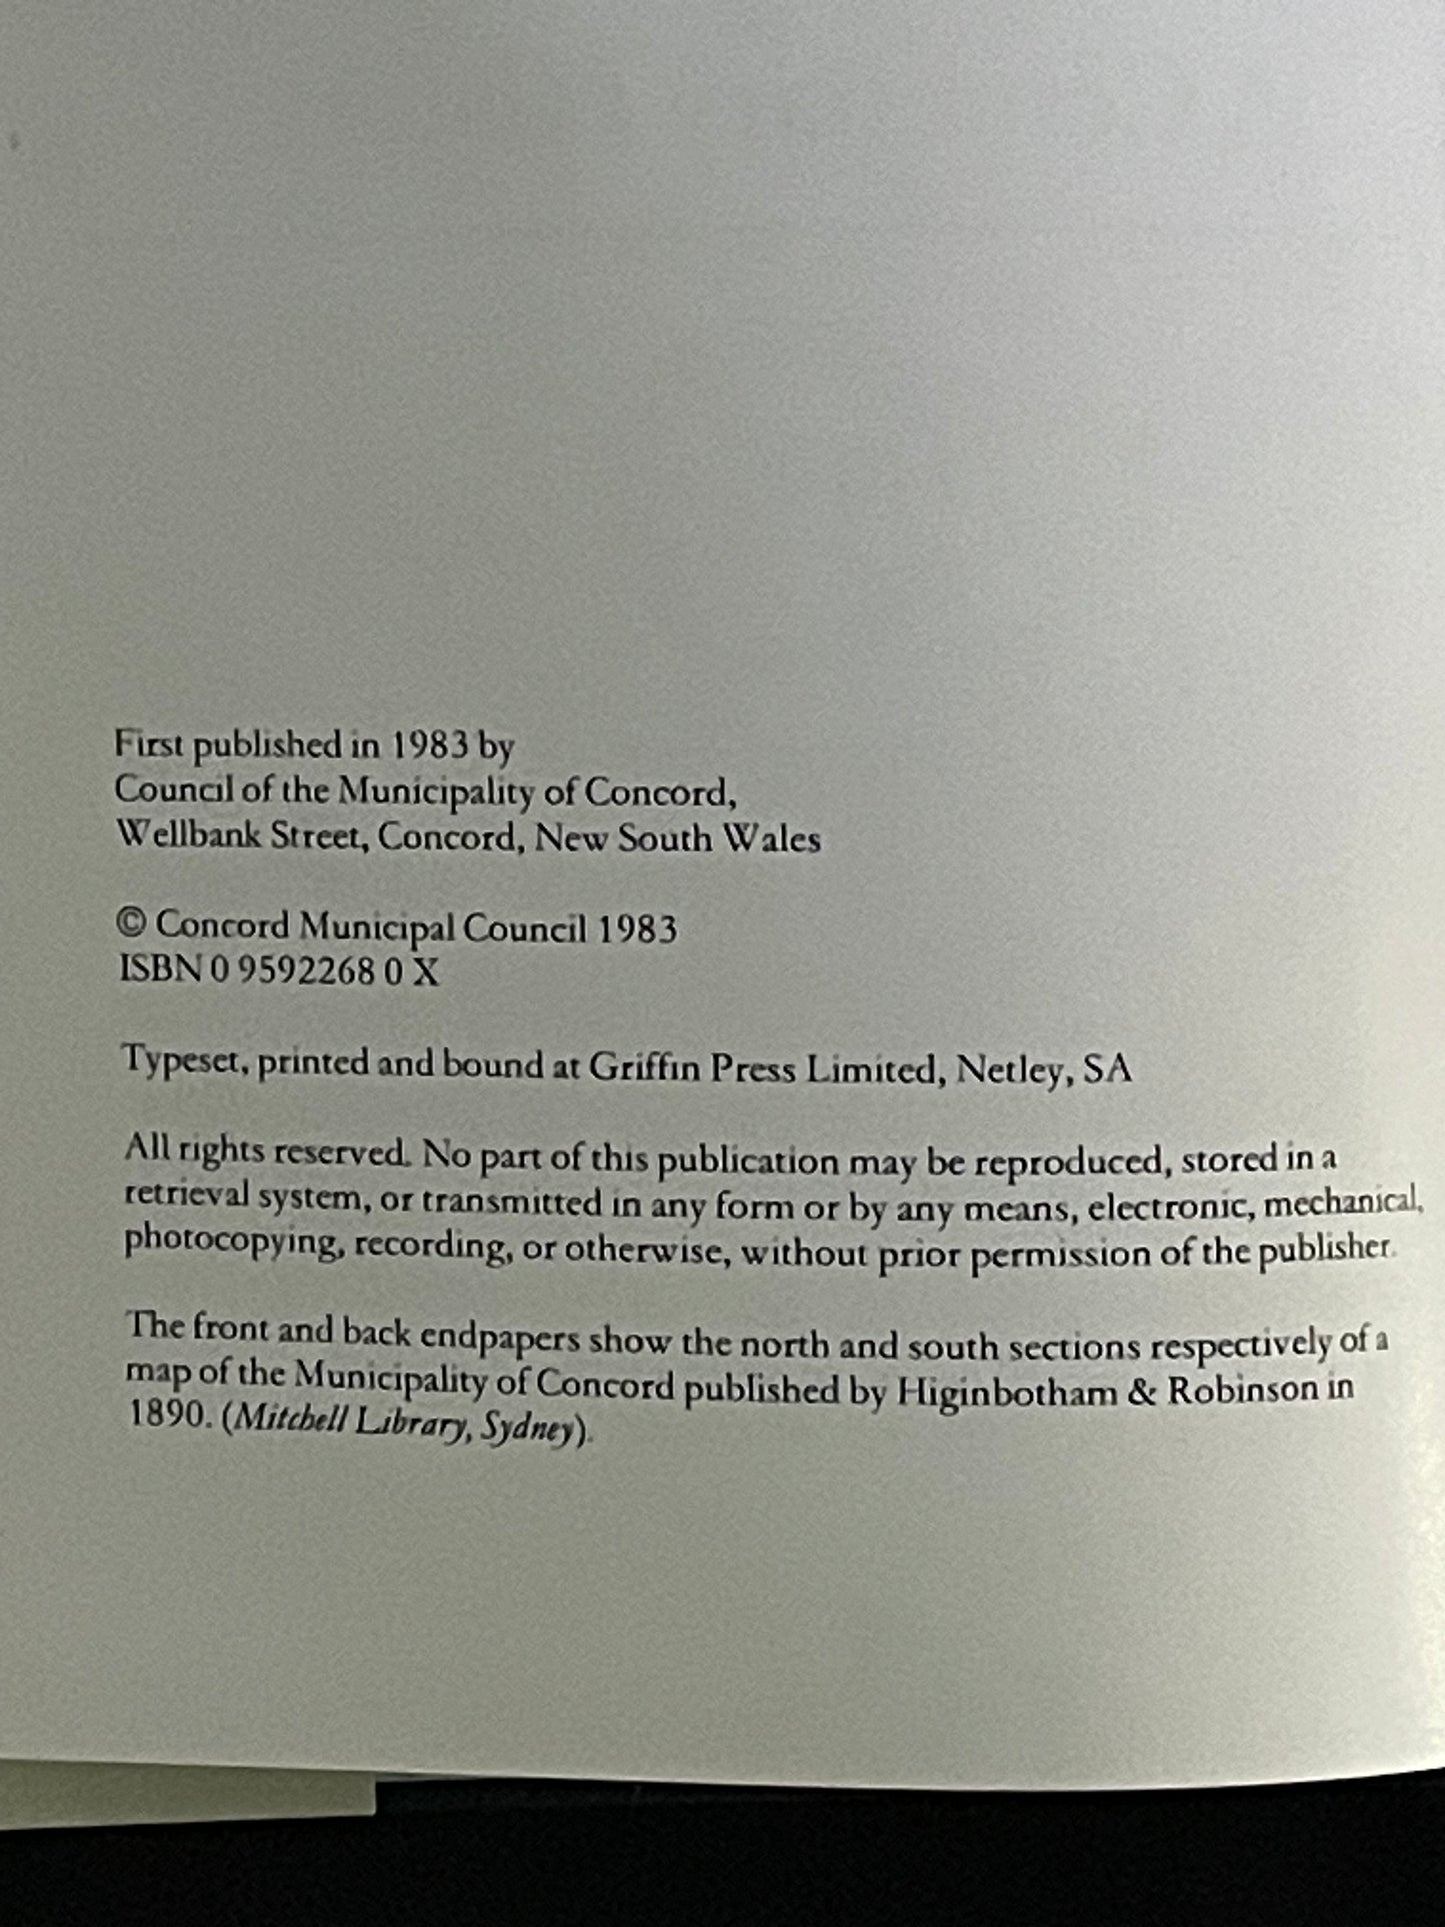 First published in 1983 by
Council of the Municipality of Concord,
Wellbank Street, Concord, New South Wales
© Concord Municipal Council 1983
ISBN 0 9592268 0 X
Typeset, printed and bound at Griffin Press Limited, Netley, SA
All rights reserved. No part of this publication may be reproduced, stored in a
retrieval system, or transmitted in any form or by any means, electronic, mechanical,
photocopying, recording, or otherwise, without prior permission of the publisher.
The front and back endpapers show the north and south sections respectively of a
map of the Municipality of Concord published by Higinbotham & Robinson in
1890. (Mitchell Library, Sydney).